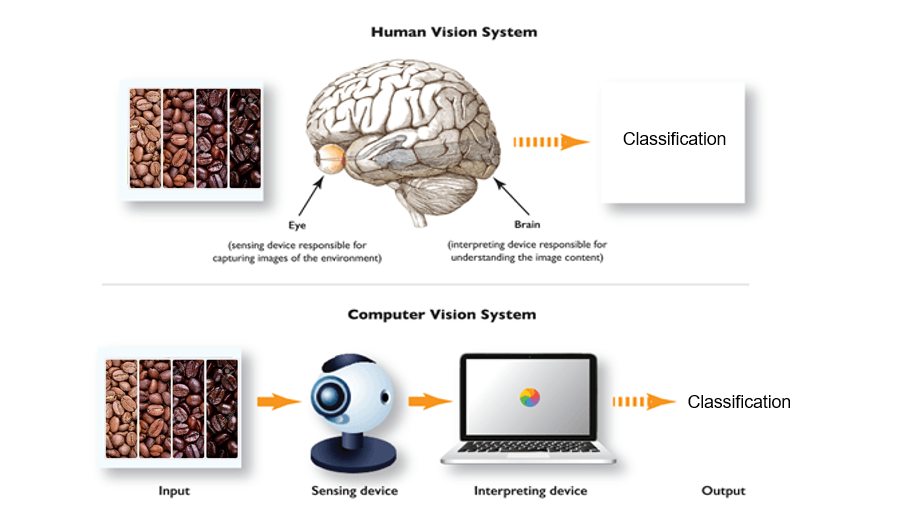 Human Vision System
Classification
Eye
(sensing device responsible for
capturing images of the environment)
Brain
(interpreting device responsible for
understanding the image content)
Computer Vision System
Classification
Input
Sensing device
Interpreting device
Output